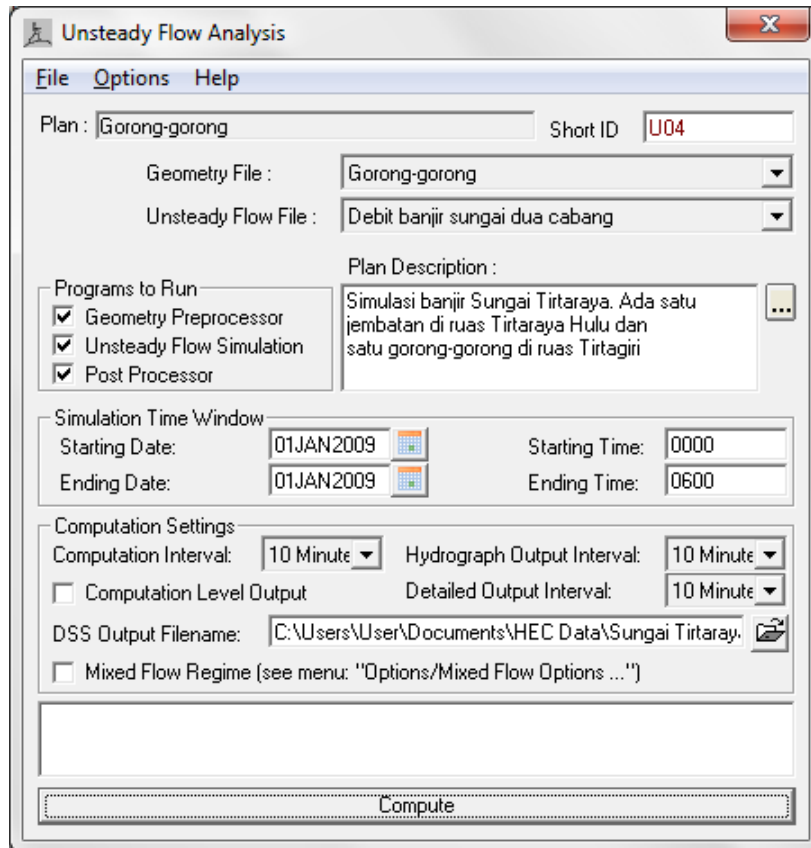 Unsteady Flow Analysis
File Options Help
Plan : Gorong-gorong Short ID U04
Geometry File : Gorong-gorong
Unsteady Flow File : Debit banjir sungai dua cabang
Plan Description :
Programs to Run
Geometry Preprocessor
Unsteady Flow Simulation
Post Processor
Simulasi banjir Sungai Tirtaraya. Ada satu
jembatan di ruas Tirtaraya Hulu dan
satu gorong-gorong di ruas Tirtagiri
...
Simulation Time Window
Starting Date: 01JAN2009 Starting Time: 0000
Ending Date: 01JAN2009 Ending Time: 0600
Computation Settings
Computation Interval: 10 Minute Hydrograph Output Interval: 10 Minute
Computation Level Output Detailed Output Interval: 10 Minute
DSS Output Filename: C:\Users\User\Documents\HEC Data\Sungai Tirtaraya
Mixed Flow Regime (see menu: "Options/Mixed Flow Options ...")
Compute